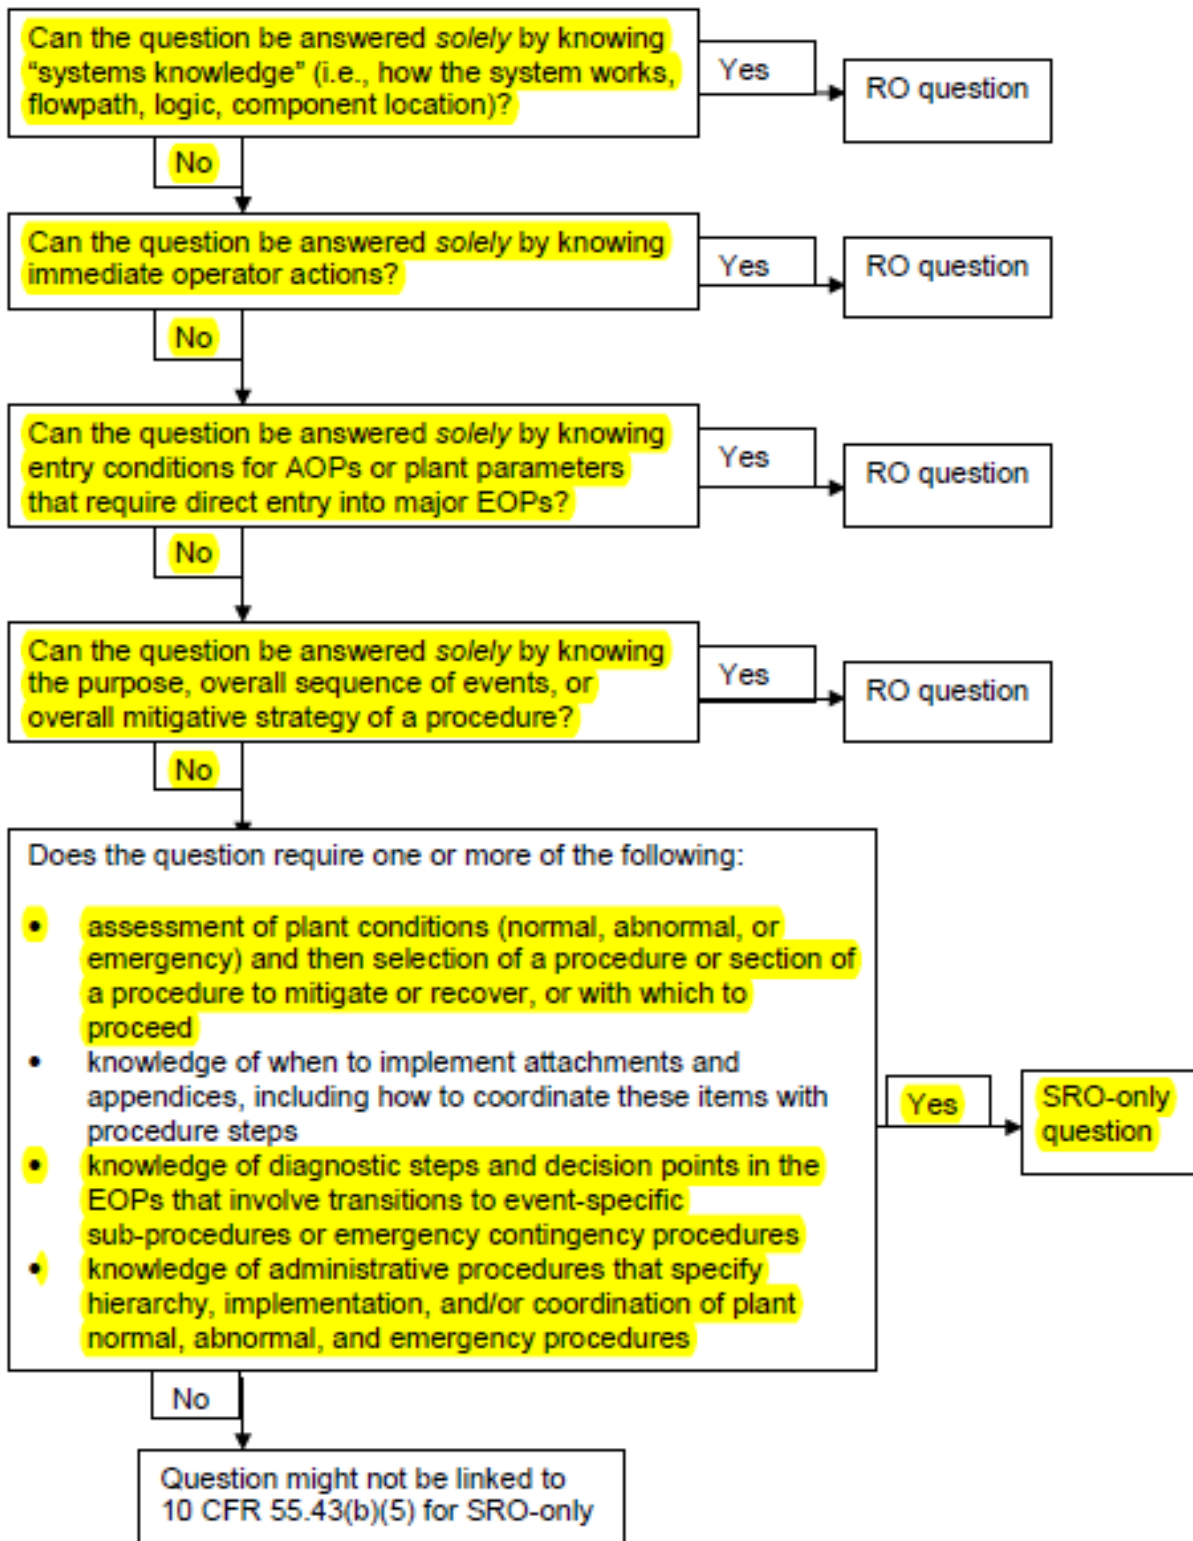 Can the question be answered solely by knowing
“systems knowledge” (i.e., how the system works,
flowpath, logic, component location)?
Yes
RO question
No
Can the question be answered solely by knowing
immediate operator actions?
Yes
RO question
No
Can the question be answered solely by knowing
entry conditions for AOPs or plant parameters
that require direct entry into major EOPs?
Yes
RO question
No
Can the question be answered solely by knowing
the purpose, overall sequence of events, or
overall mitigative strategy of a procedure?
Yes
RO question
No
Does the question require one or more of the following:
• assessment of plant conditions (normal, abnormal, or
emergency) and then selection of a procedure or section of
a procedure to mitigate or recover, or with which to
proceed
• knowledge of when to implement attachments and
appendices, including how to coordinate these items with
procedure steps
• knowledge of diagnostic steps and decision points in the
EOPs that involve transitions to event-specific
sub-procedures or emergency contingency procedures
• knowledge of administrative procedures that specify
hierarchy, implementation, and/or coordination of plant
normal, abnormal, and emergency procedures
Yes
SRO-only
question
No
Question might not be linked to
10 CFR 55.43(b)(5) for SRO-only